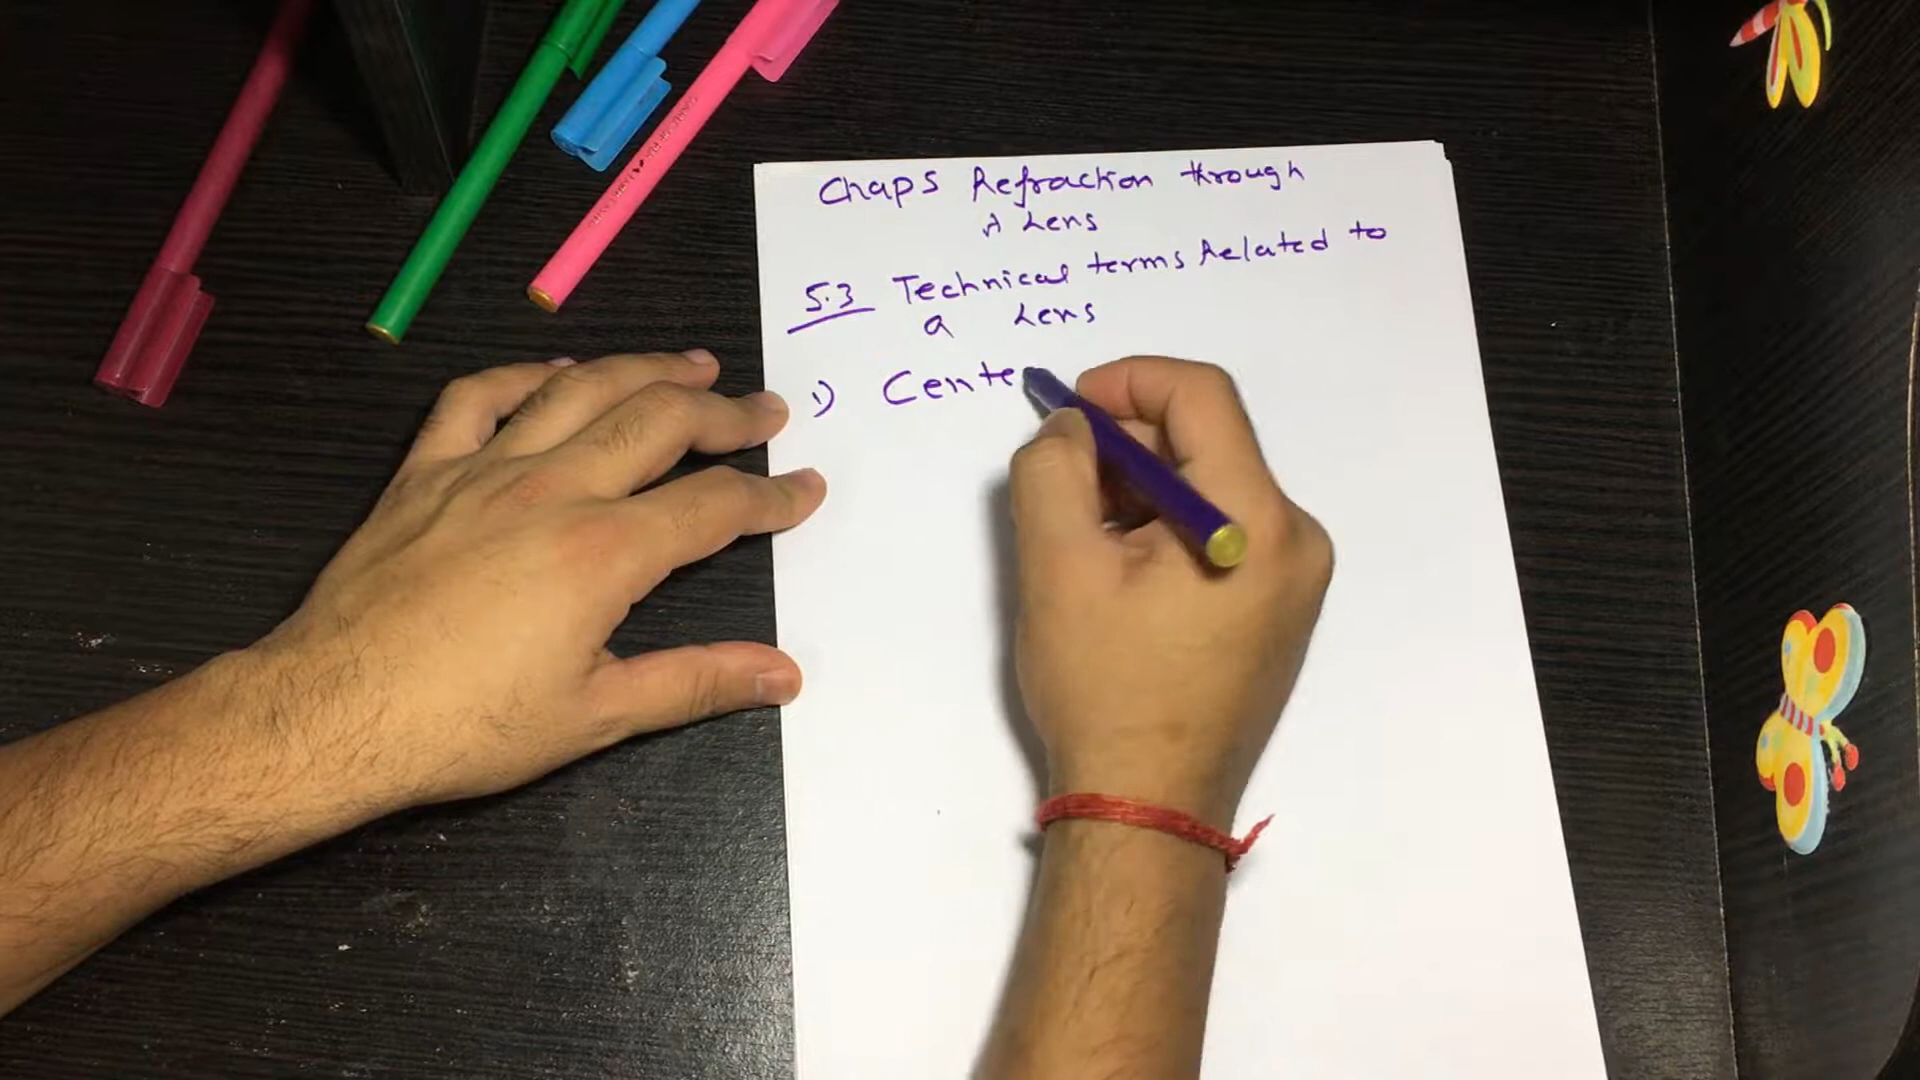 Chap5 Refraction through
A Lens
5.3 Technical terms Related to
a Lens
1) Cente